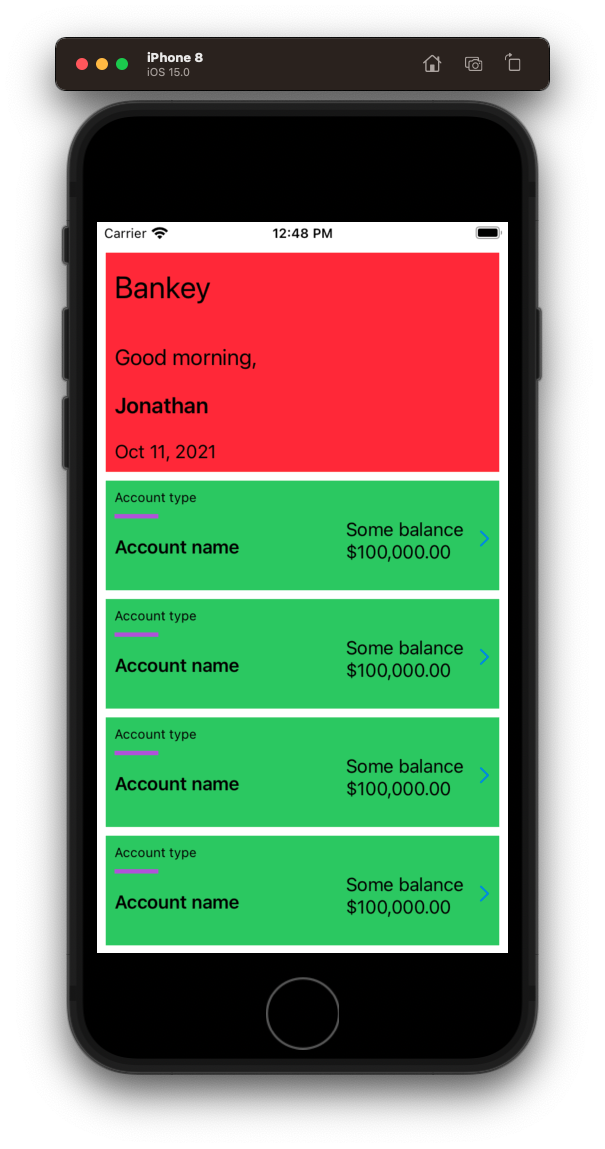 iPhone 8
iOS 15.0
Carrier 12:48 PM
Bankey
Good morning,
Jonathan
Oct 11, 2021
Account type
Some balance
Account name
$100,000.00
Account type
Some balance
Account name
$100,000.00
Account type
Some balance
Account name
$100,000.00
Account type
Some balance
Account name
$100,000.00